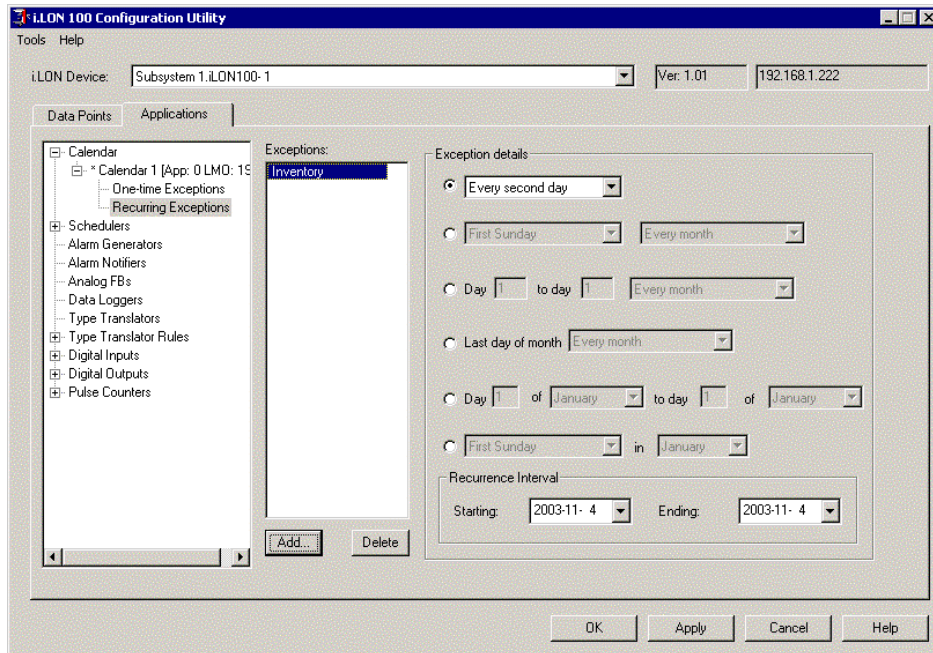 i.LON 100 Configuration Utility
Tools Help
i.LON Device: Subsystem 1.iLON100- 1 Ver: 1.01 192.168.1.222
Data Points Applications
Calendar
* Calendar 1 [App: 0 LMO: 19
One-time Exceptions
Recurring Exceptions
Schedulers
Alarm Generators
Alarm Notifiers
Analog FBs
Data Loggers
Type Translators
Type Translator Rules
Digital Inputs
Digital Outputs
Pulse Counters
Exceptions:
Inventory
Add... Delete
Exception details
Every second day
First Sunday Every month
Day 1 to day 1 Every month
Last day of month Every month
Day 1 of January to day 1 of January
First Sunday in January
Recurrence Interval
Starting: 2003-11- 4 Ending: 2003-11- 4
OK Apply Cancel Help